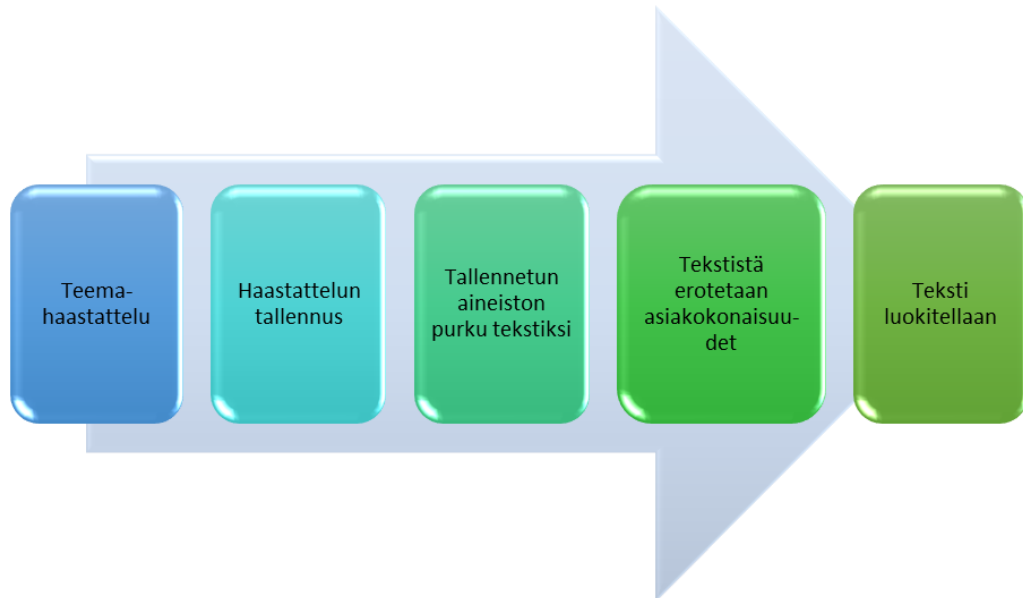 Teema-
haastattelu
Haastattelun
tallennus
Tallennetun
aineiston
purku tekstiksi
Tekstistä
erotetaan
asiakokonaisuu-
det
Teksti
luokitellaan